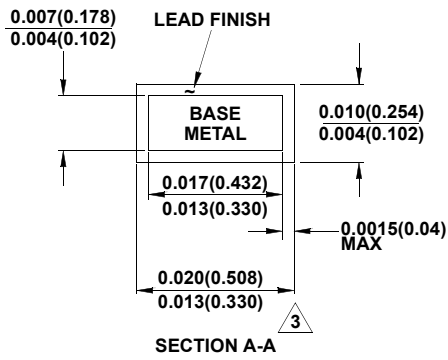 0.007(0.178)
0.004(0.102)
LEAD FINISH
BASE
METAL
0.010(0.254)
0.004(0.102)
0.017(0.432)
0.013(0.330)
0.0015(0.04)
MAX
0.020(0.508)
0.013(0.330)
3
SECTION A-A